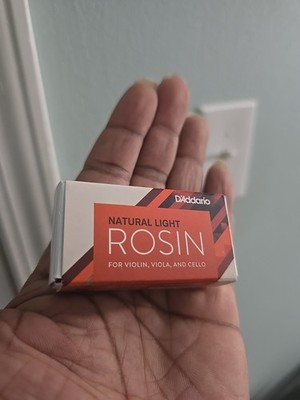 D'Addario
NATURAL LIGHT
ROSIN
FOR VIOLIN, VIOLA, AND CELLO